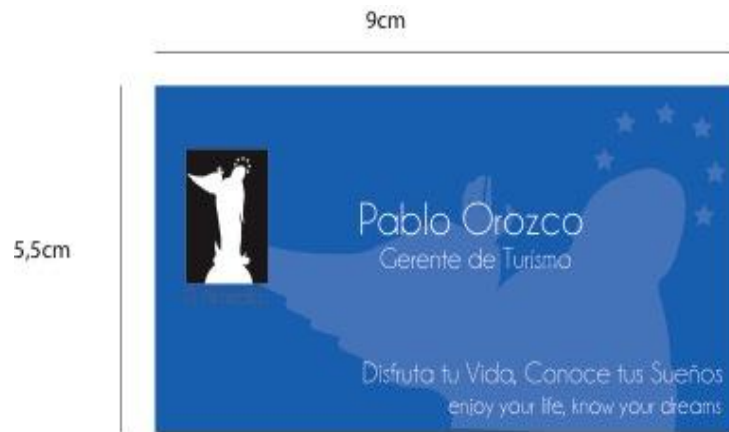 9cm
5,5cm
Pablo Orozco
Gerente de Turismo
Disfruta tu Vida, Conoce tus Sueños
enjoy your life, know your dreams